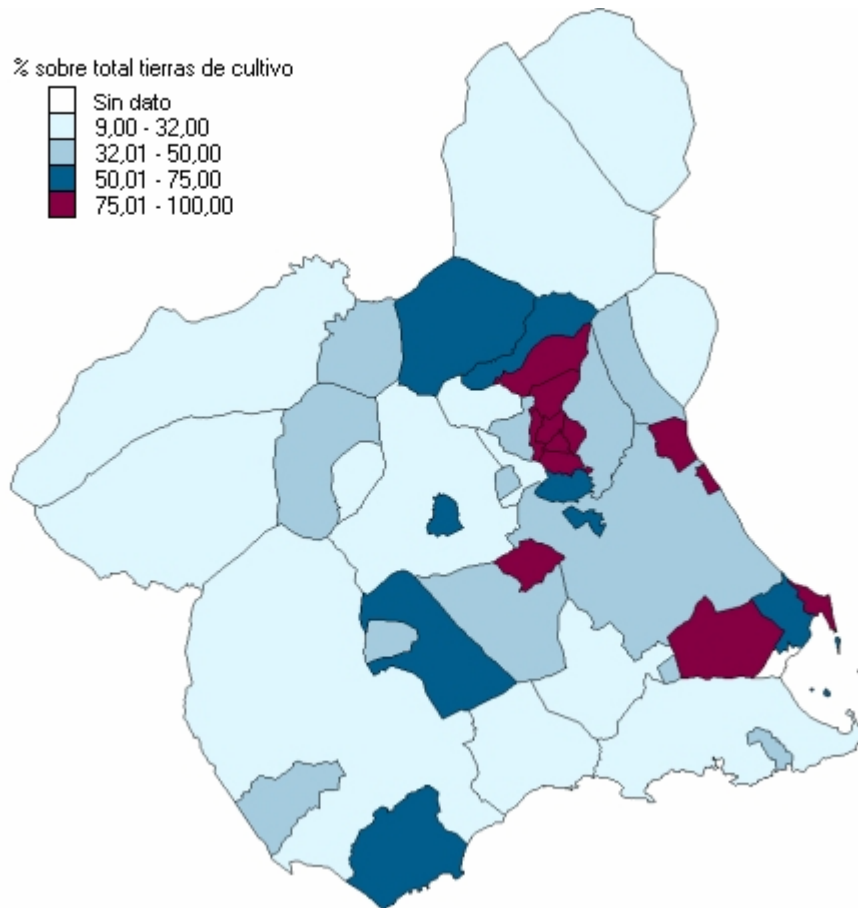 % sobre total tierras de cultivo
Sin dato
9,00 - 32,00
32,01 - 50,00
50,01 - 75,00
75,01 - 100,00